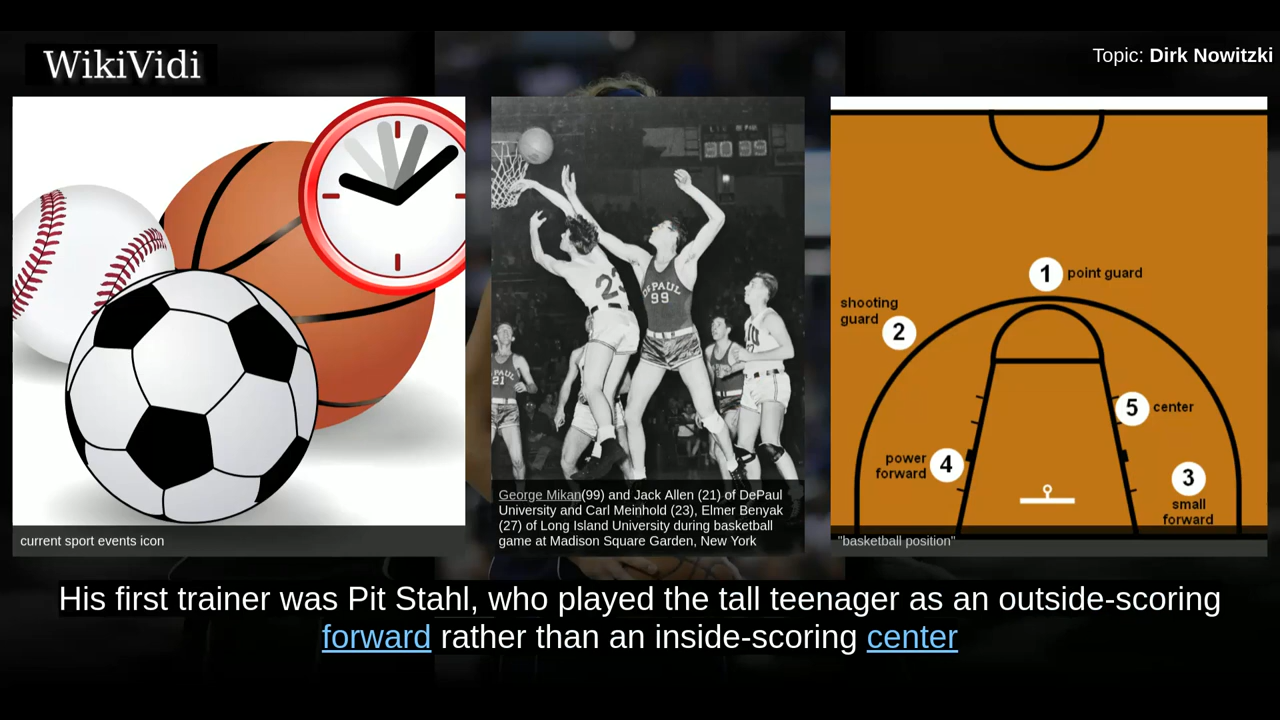 WikiVidi
Topic: Dirk Nowitzki
23
DePAUL
99
21
George Mikan(99) and Jack Allen (21) of DePaul
University and Carl Meinhold (23), Elmer Benyak
(27) of Long Island University during basketball
game at Madison Square Garden, New York
current sport events icon
1 point guard
shooting
guard 2
5 center
power
forward 4
3
small
forward
"basketball position"
His first trainer was Pit Stahl, who played the tall teenager as an outside-scoring
forward rather than an inside-scoring center